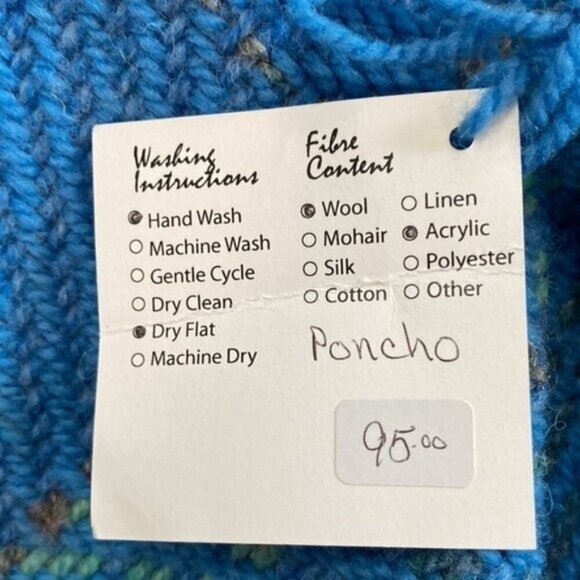 Washing
Instructions
Hand Wash
Machine Wash
Gentle Cycle
Dry Clean
Dry Flat
Machine Dry
Fibre
Content
Wool
Mohair
Silk
Cotton
Linen
Acrylic
Polyester
Other
Poncho
95.00